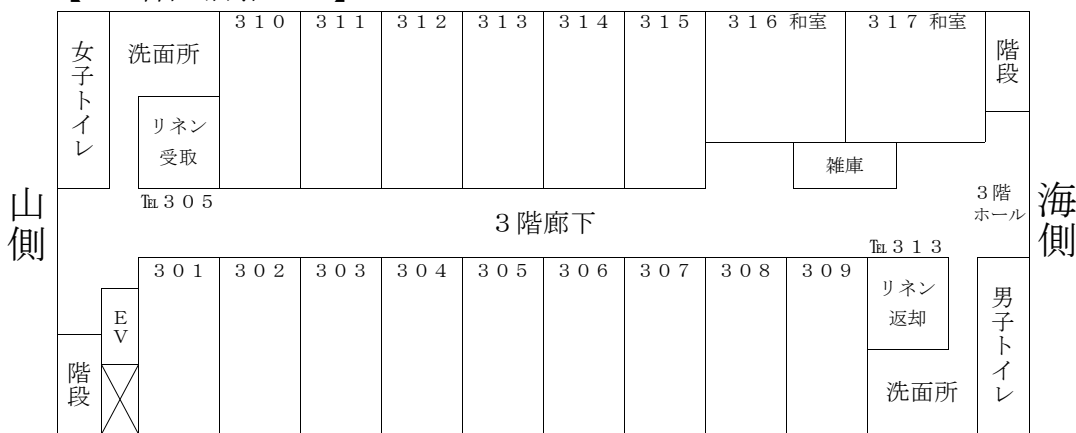 ３１０
３１１
３１２
３１３
３１４
３１５
３１６ 和室
３１７ 和室
女子トイレ
洗面所
階段
リネン
受取
雑庫
山側
℡３０５
３階廊下
３階
ホール
海側
℡３１３
３０１
３０２
３０３
３０４
３０５
３０６
３０７
３０８
３０９
リネン
返却
男子トイレ
EV
階段
洗面所